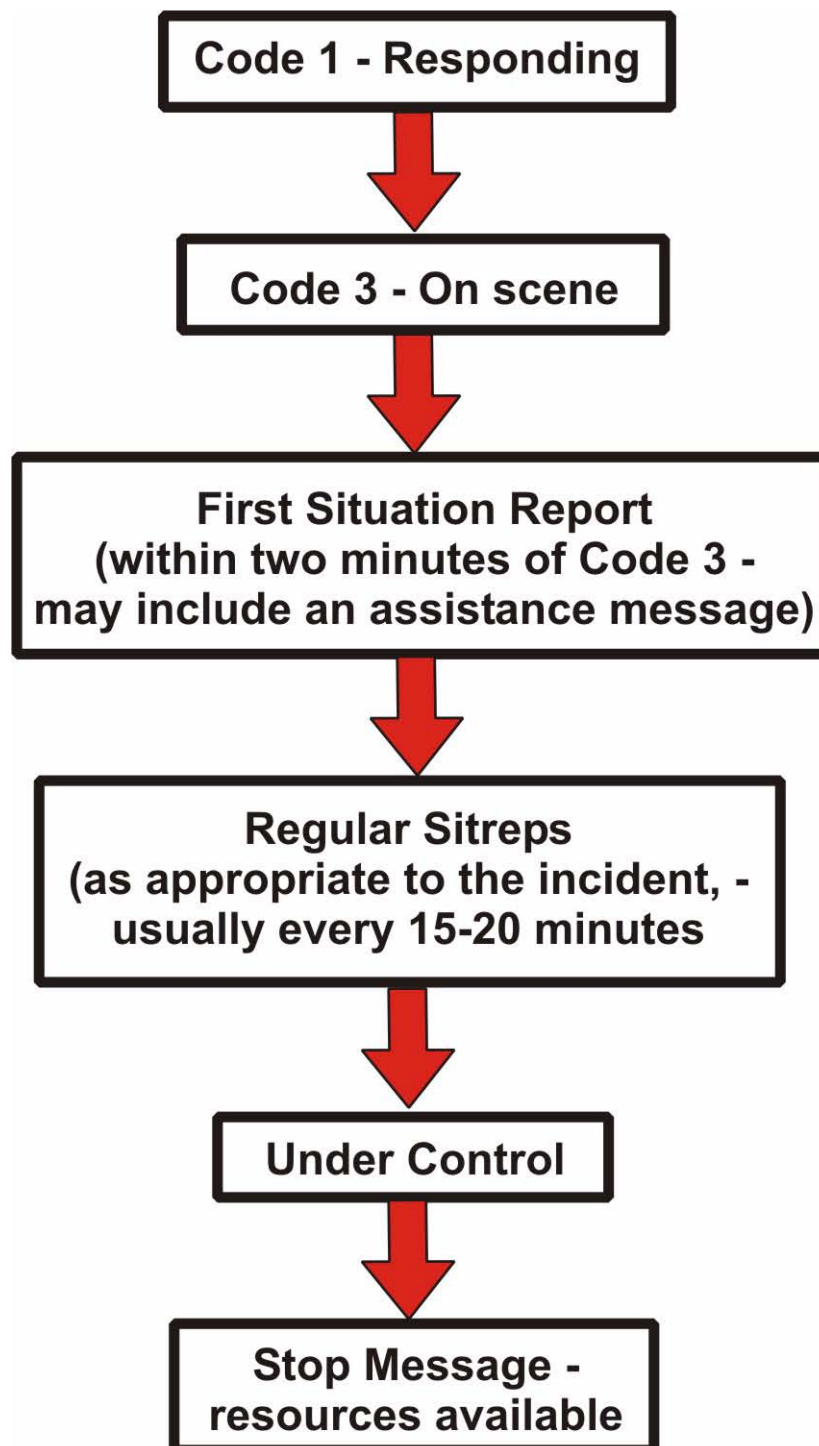 Code 1 - Responding
Code 3 - On scene
First Situation Report
(within two minutes of Code 3 -
may include an assistance message)
Regular Sitreps
(as appropriate to the incident, -
usually every 15-20 minutes
Under Control
Stop Message -
resources available